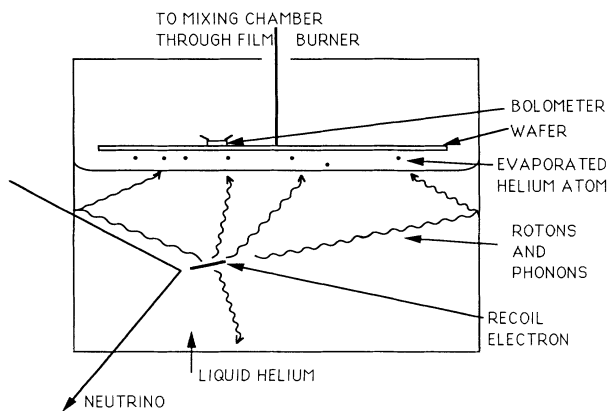 TO MIXING CHAMBER
THROUGH FILM BURNER
BOLOMETER
WAFER
EVAPORATED
HELIUM ATOM
ROTONS
AND
PHONONS
RECOIL
ELECTRON
LIQUID HELIUM
NEUTRINO